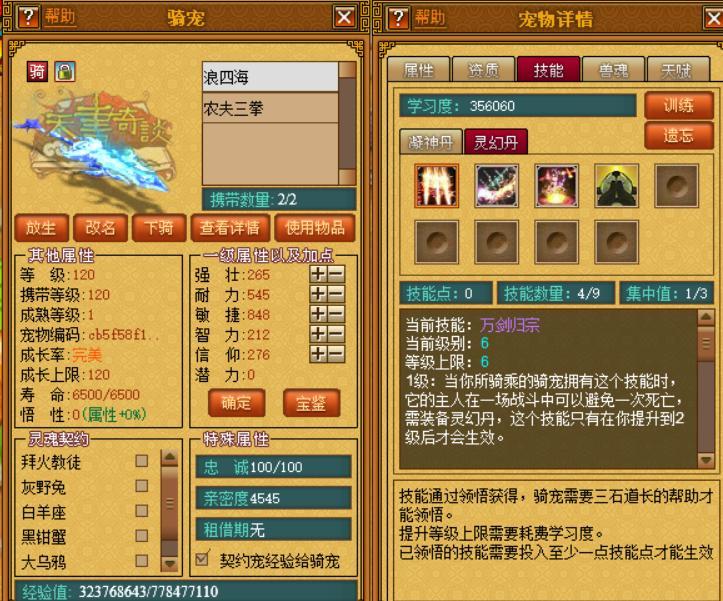 ? 帮助 骑宠
骑
天书奇談
浪四海
农夫三拳
携带数量: 2/2
放生 改名 下骑 查看详情 使用物品
其他属性
等 级:120
携带等级:120
成熟等级:1
宠物编码:cb5f58f1..
成长率:完美
成长上限:120
寿 命:6500/6500
悟 性:0(属性+0%)
一级属性以及加点
强 壮:265
耐 力:545
敏 捷:848
智 力:212
信 仰:276
潜 力:0
确定 宝鉴
灵魂契约
拜火教徒
灰野兔
白羊座
黑钳蟹
大乌鸦
特殊属性
忠 诚100/100
亲密度4545
租借期无
契约宠经验给骑宠
经验值: 323768643/778477110
? 帮助 宠物详情
属性 资质 技能 兽魂 天赋
学习度: 356060 训练
凝神丹 灵幻丹 遗忘
技能点: 0 技能数量: 4/9 集中值: 1/3
当前技能: 万剑归宗
当前级别: 6
等级上限: 6
1级: 当你所骑乘的骑宠拥有这个技能时,
它的主人在一场战斗中可以避免一次死亡,
需装备灵幻丹，这个技能只有在你提升到2
级后才会生效。
技能通过领悟获得，骑宠需要三石道长的帮助才
能领悟。
提升等级上限需要耗费学习度。
已领悟的技能需要投入至少一点技能点才能生效